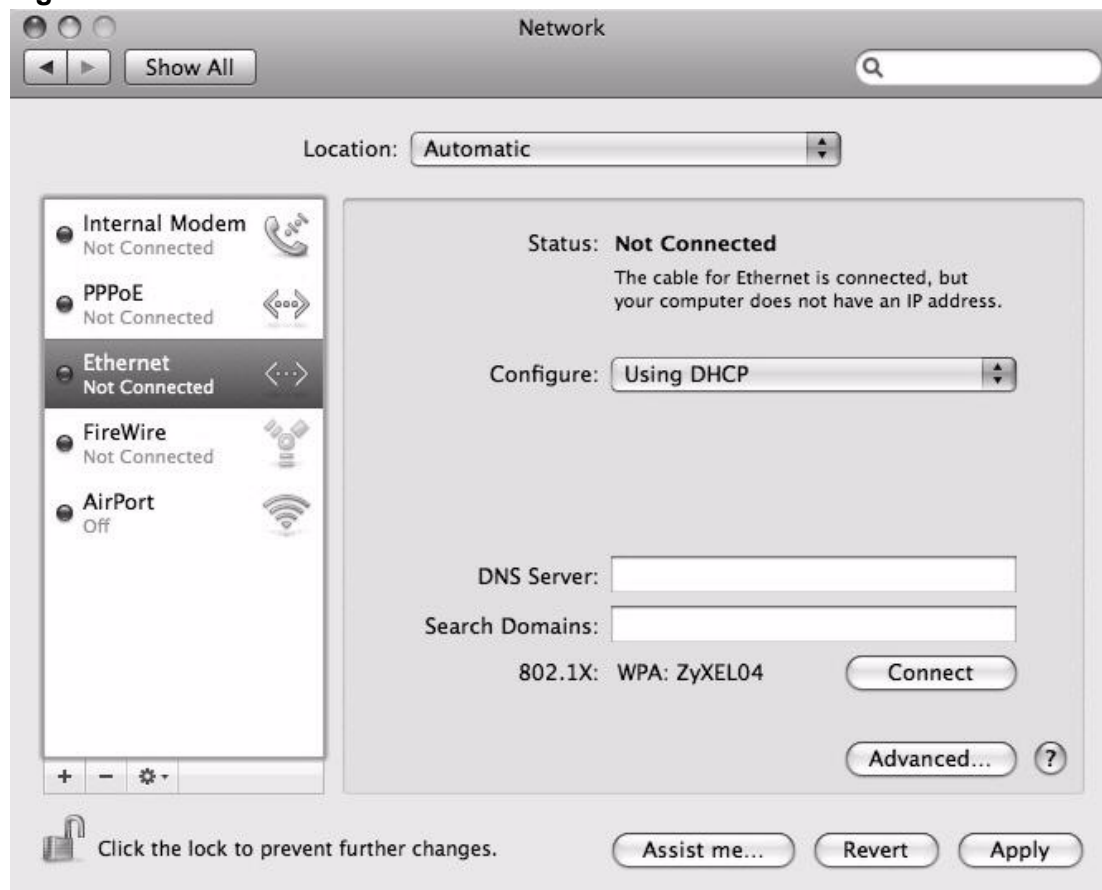 Network
Show All
Location: Automatic
Internal Modem
Not Connected
PPPoE
Not Connected
Ethernet
Not Connected
FireWire
Not Connected
AirPort
Off
Status: Not Connected
The cable for Ethernet is connected, but
your computer does not have an IP address.
Configure: Using DHCP
DNS Server:
Search Domains:
802.1X: WPA: ZyXEL04 Connect
Advanced... ?
Click the lock to prevent further changes.
Assist me... Revert Apply